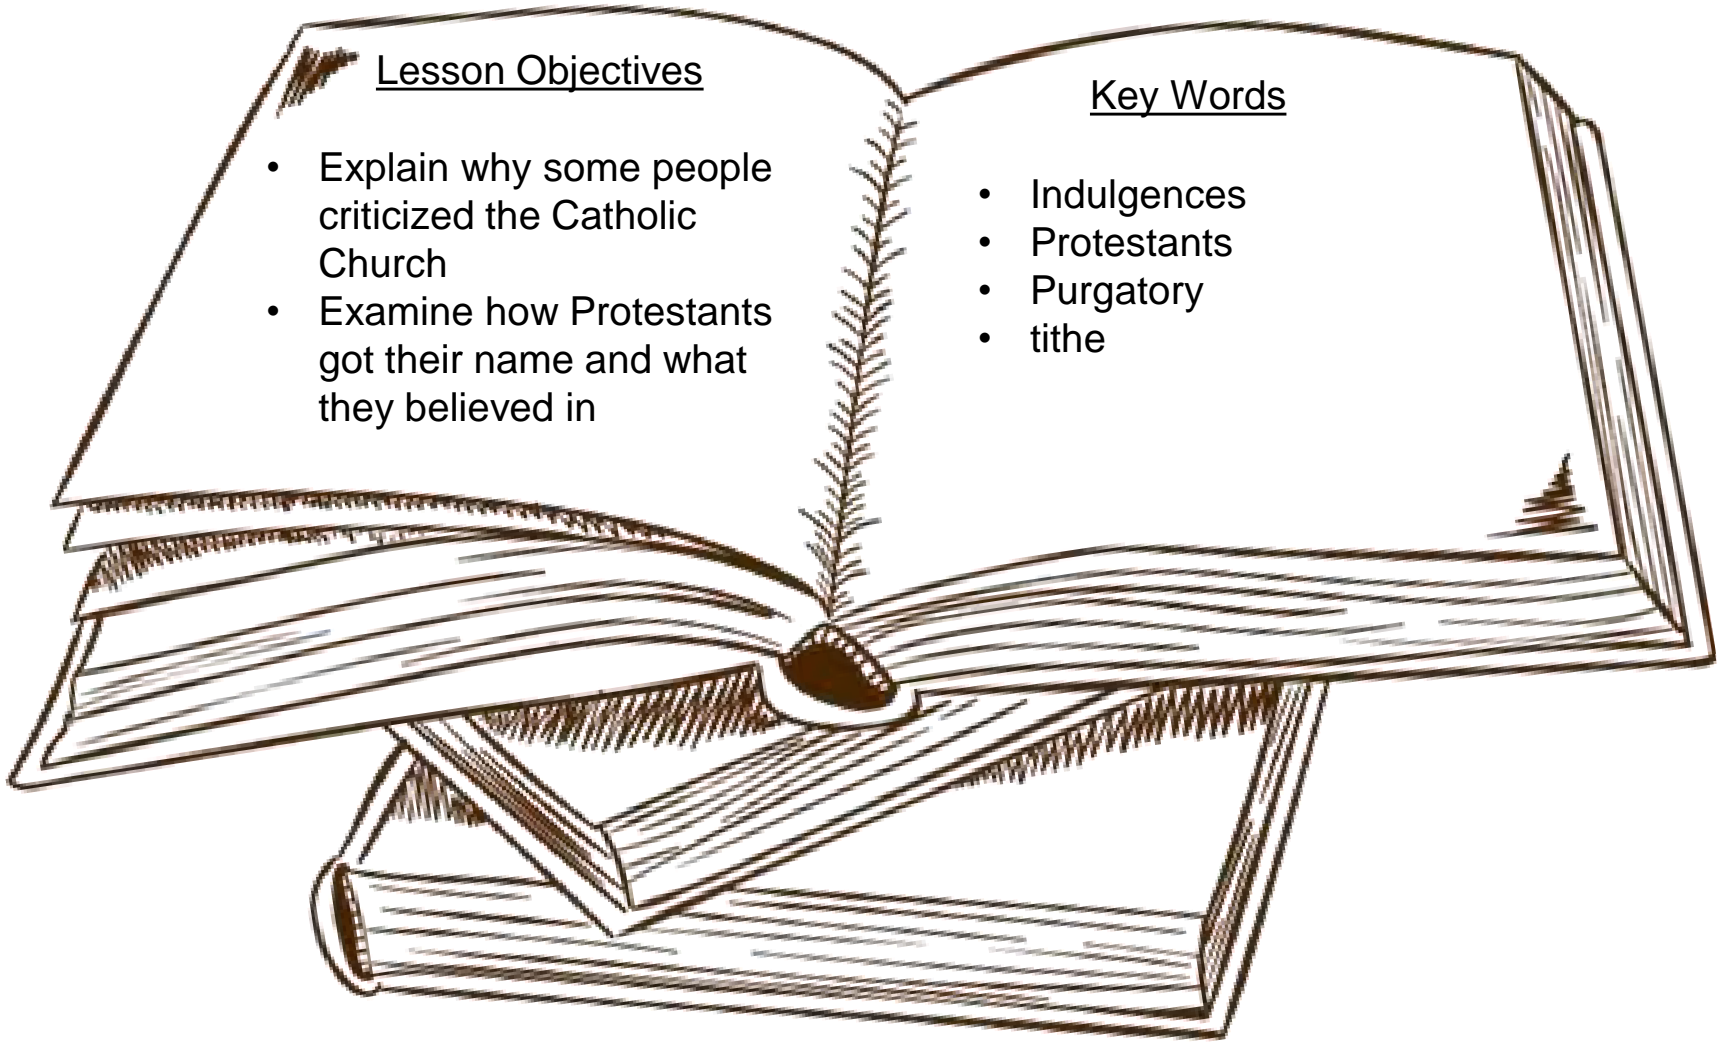 Lesson Objectives
• Explain why some people
criticized the Catholic
Church
• Examine how Protestants
got their name and what
they believed in
Key Words
• Indulgences
• Protestants
• Purgatory
• tithe